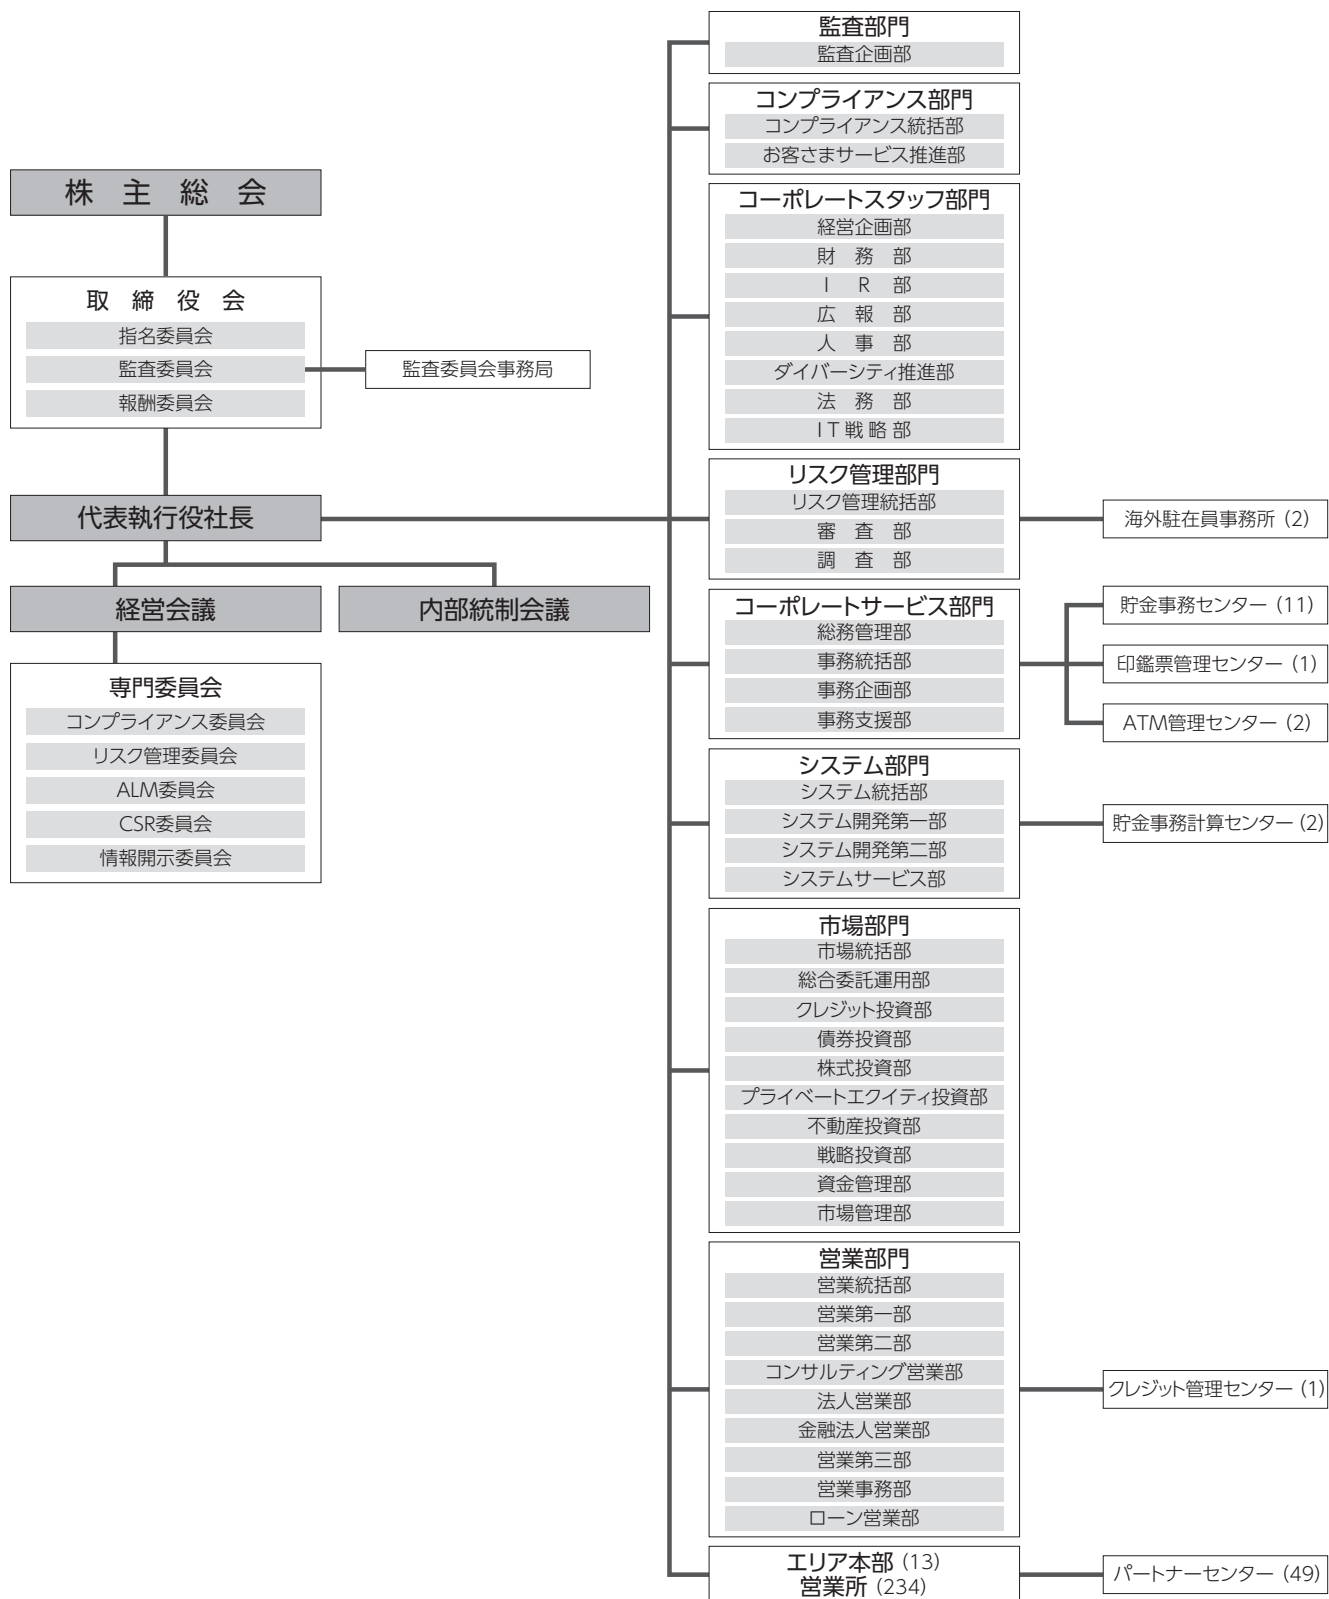 株主総会
取締役会
指名委員会
監査委員会
報酬委員会
監査委員会事務局
代表執行役社長
経営会議
内部統制会議
専門委員会
コンプライアンス委員会
リスク管理委員会
ALM委員会
CSR委員会
情報開示委員会
監査部門
監査企画部
コンプライアンス部門
コンプライアンス統括部
お客さまサービス推進部
コーポレートスタッフ部門
経営企画部
財務部
IR部
広報部
人事部
ダイバーシティ推進部
法務部
IT戦略部
リスク管理部門
リスク管理統括部
審査部
調査部
海外駐在員事務所 (2)
コーポレートサービス部門
総務管理部
事務統括部
事務企画部
事務支援部
貯金事務センター (11)
印鑑票管理センター (1)
ATM管理センター (2)
システム部門
システム統括部
システム開発第一部
システム開発第二部
システムサービス部
貯金事務計算センター (2)
市場部門
市場統括部
総合委託運用部
クレジット投資部
債券投資部
株式投資部
プライベートエクイティ投資部
不動産投資部
戦略投資部
資金管理部
市場管理部
営業部門
営業統括部
営業第一部
営業第二部
コンサルティング営業部
法人営業部
金融法人営業部
営業第三部
営業事務部
ローン営業部
クレジット管理センター (1)
エリア本部 (13)
営業所 (234)
パートナーセンター (49)